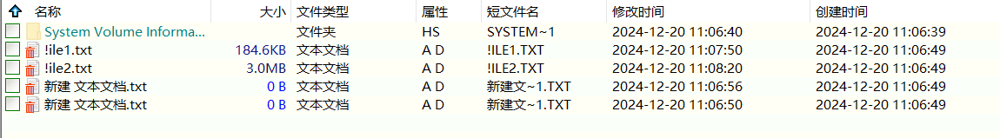 名称 大小 文件类型 属性 短文件名 修改时间 创建时间
System Volume Informa... 文件夹 HS SYSTEM~1 2024-12-20 11:06:40 2024-12-20 11:06:39
!ile1.txt 184.6KB 文本文档 A D !ILE1.TXT 2024-12-20 11:07:50 2024-12-20 11:06:49
!ile2.txt 3.0MB 文本文档 A D !ILE2.TXT 2024-12-20 11:08:20 2024-12-20 11:06:49
新建 文本文档.txt 0 B 文本文档 A D 新建文~1.TXT 2024-12-20 11:06:56 2024-12-20 11:06:49
新建 文本文档.txt 0 B 文本文档 A D 新建文~1.TXT 2024-12-20 11:06:50 2024-12-20 11:06:49